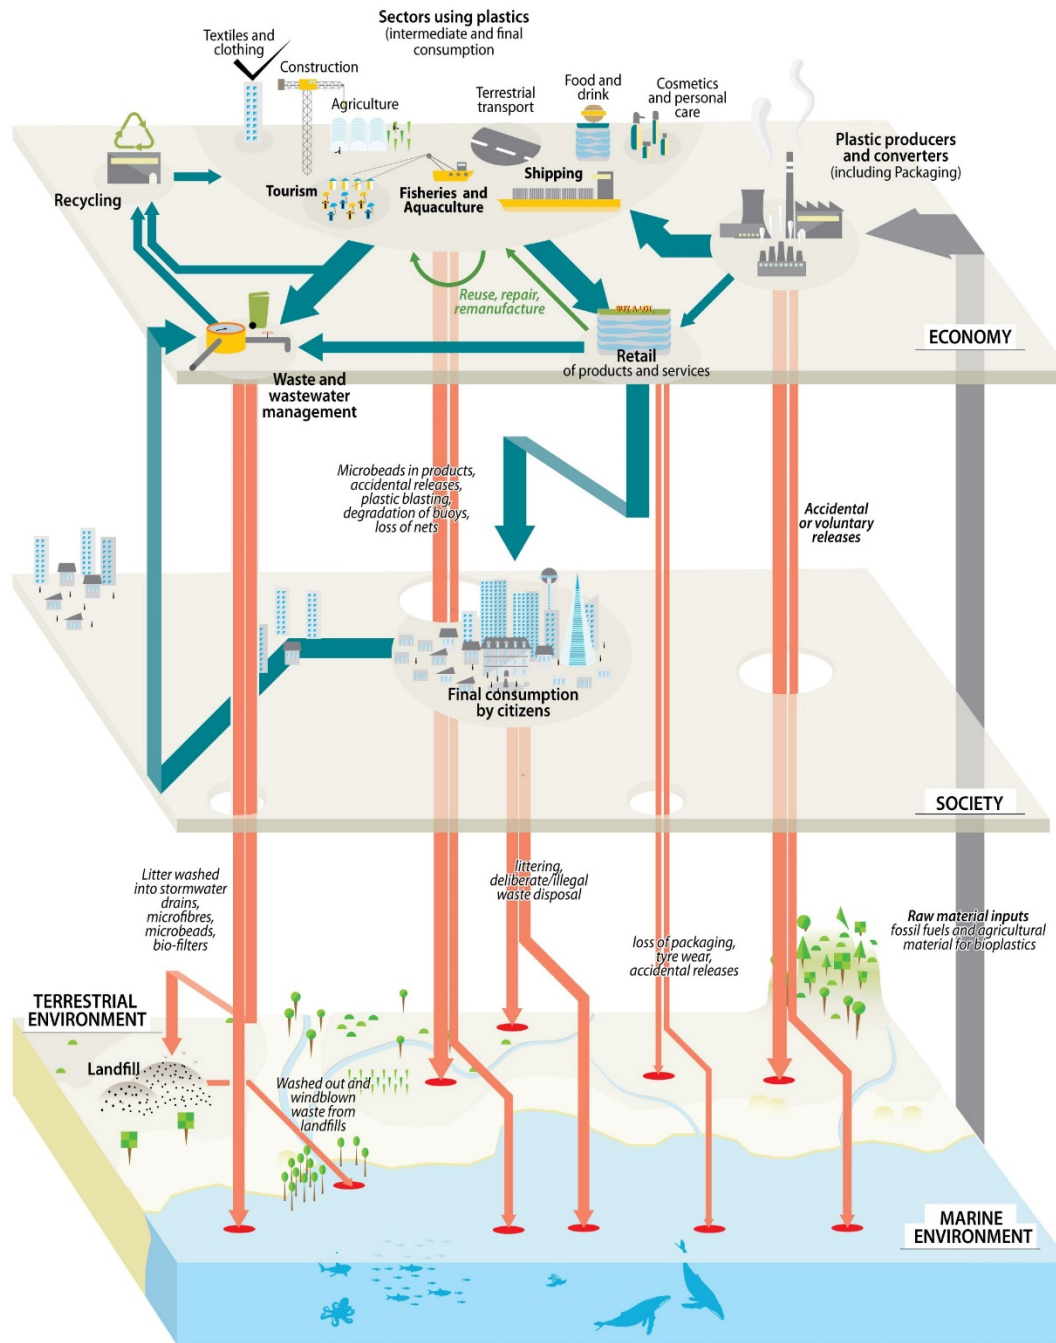 Sectors using plastics
(intermediate and final
consumption
Textiles and
clothing
Construction
Agriculture
Terrestrial
transport
Food and
drink
Cosmetics and
personal
care
Plastic producers
and converters
(including Packaging)
Recycling
Tourism
Fisheries and
Aquaculture
Shipping
Reuse, repair,
remanufacture
BUY-A-LOT
Retail
of products and services
ECONOMY
Waste and
wastewater
management
Microbeads in products,
accidental releases,
plastic blasting,
degradation of buoys,
loss of nets
Accidental
or voluntary
releases
Final consumption
by citizens
SOCIETY
Litter washed
into stormwater
drains,
microfibres,
microbeads,
bio-filters
littering,
deliberate/illegal
waste disposal
loss of packaging,
tyre wear,
accidental releases
Raw material inputs
fossil fuels and agricultural
material for bioplastics
TERRESTRIAL
ENVIRONMENT
Landfill
Washed out and
windblown
waste from
landfills
MARINE
ENVIRONMENT